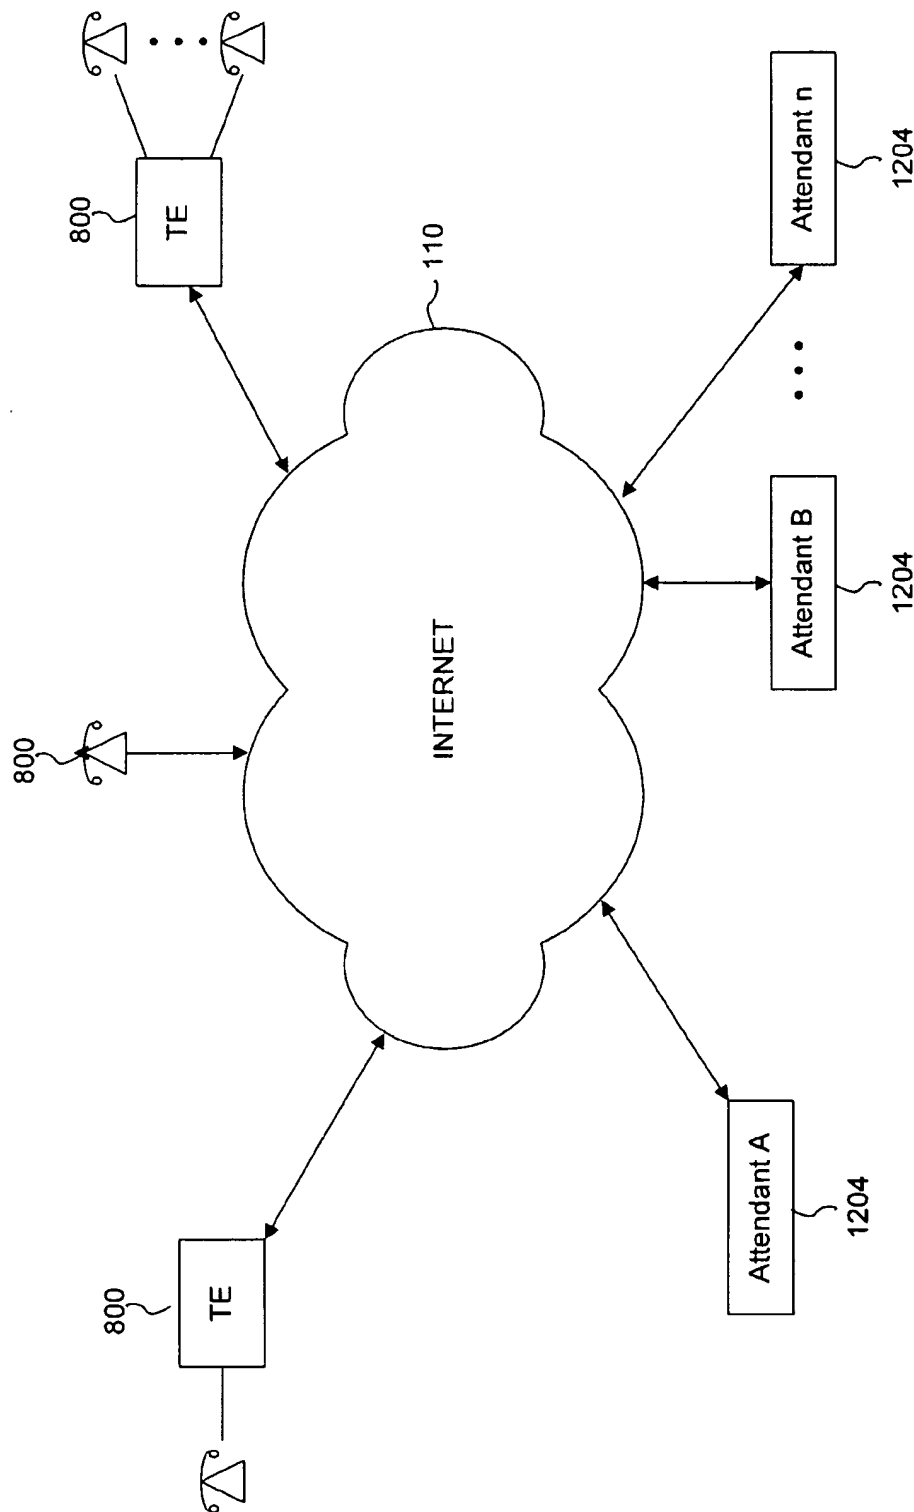 800
800
800
TE
TE
110
INTERNET
Attendant A
Attendant B
Attendant n
1204
1204
1204